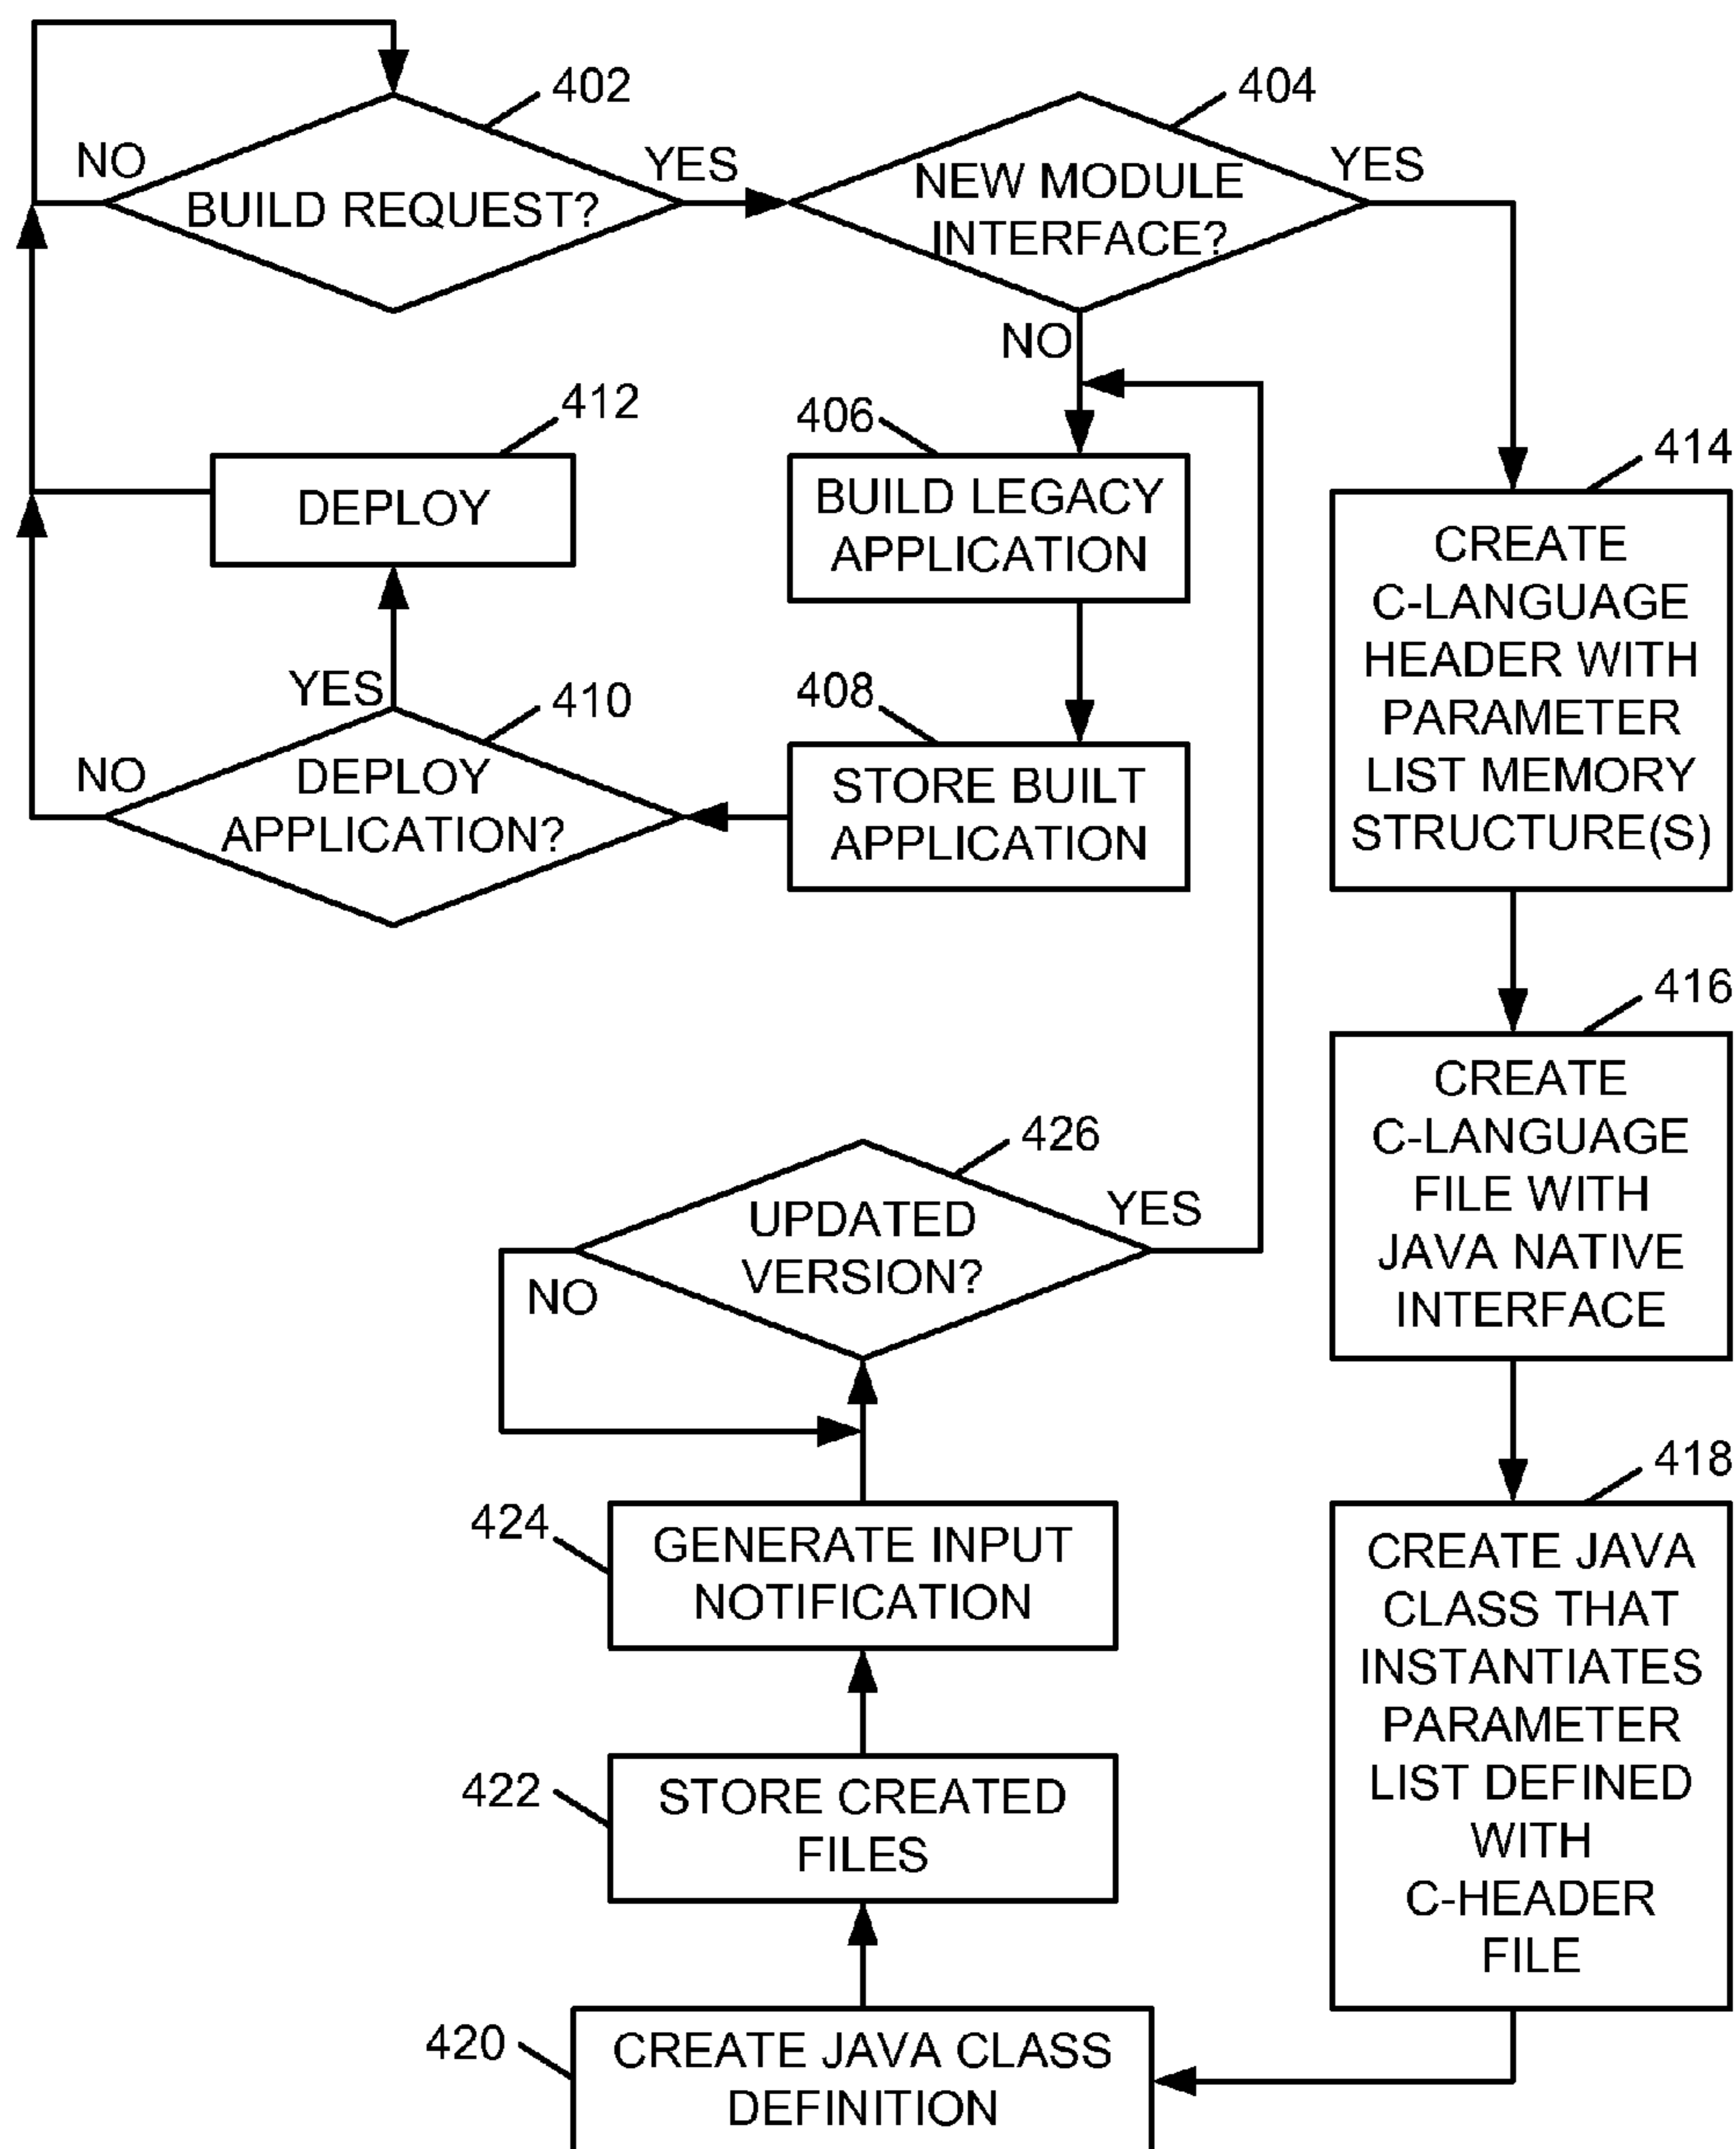 402
NO
BUILD REQUEST?
YES
404
NEW MODULE
INTERFACE?
YES
NO
412
DEPLOY
406
BUILD LEGACY
APPLICATION
414
CREATE
C-LANGUAGE
HEADER WITH
PARAMETER
LIST MEMORY
STRUCTURE(S)
YES
410
NO
DEPLOY
APPLICATION?
408
STORE BUILT
APPLICATION
416
CREATE
C-LANGUAGE
FILE WITH
JAVA NATIVE
INTERFACE
426
UPDATED
VERSION?
YES
NO
418
CREATE JAVA
CLASS THAT
INSTANTIATES
PARAMETER
LIST DEFINED
WITH
C-HEADER
FILE
424
GENERATE INPUT
NOTIFICATION
422
STORE CREATED
FILES
420
CREATE JAVA CLASS
DEFINITION